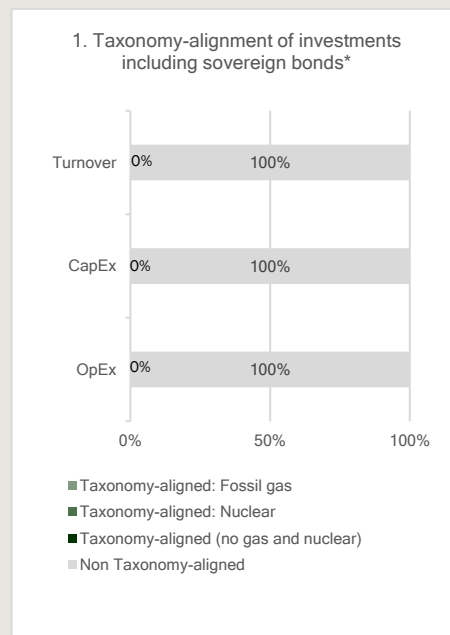 1. Taxonomy-alignment of investments
including sovereign bonds*
Turnover 0% 100%
CapEx 0% 100%
OpEx 0% 100%
0% 50% 100%
Taxonomy-aligned: Fossil gas
Taxonomy-aligned: Nuclear
Taxonomy-aligned (no gas and nuclear)
Non Taxonomy-aligned